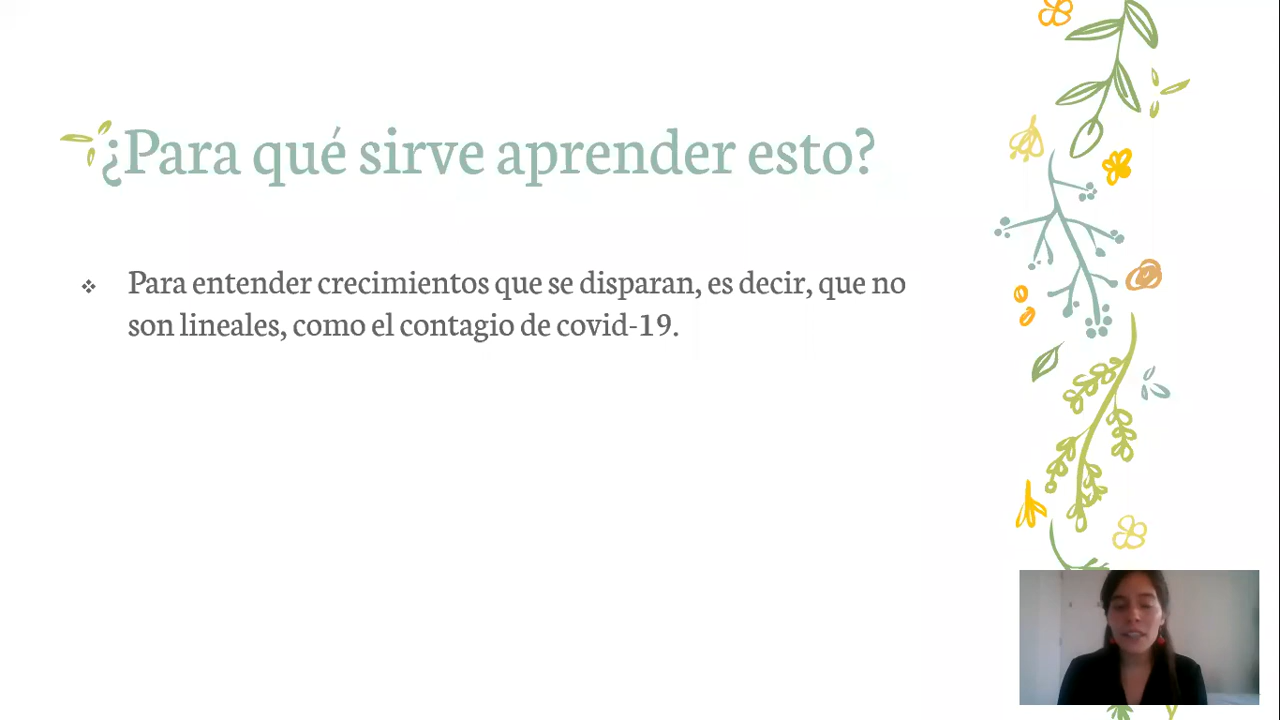 ¿Para qué sirve aprender esto?
Para entender crecimientos que se disparan, es decir, que no
son lineales, como el contagio de covid-19.